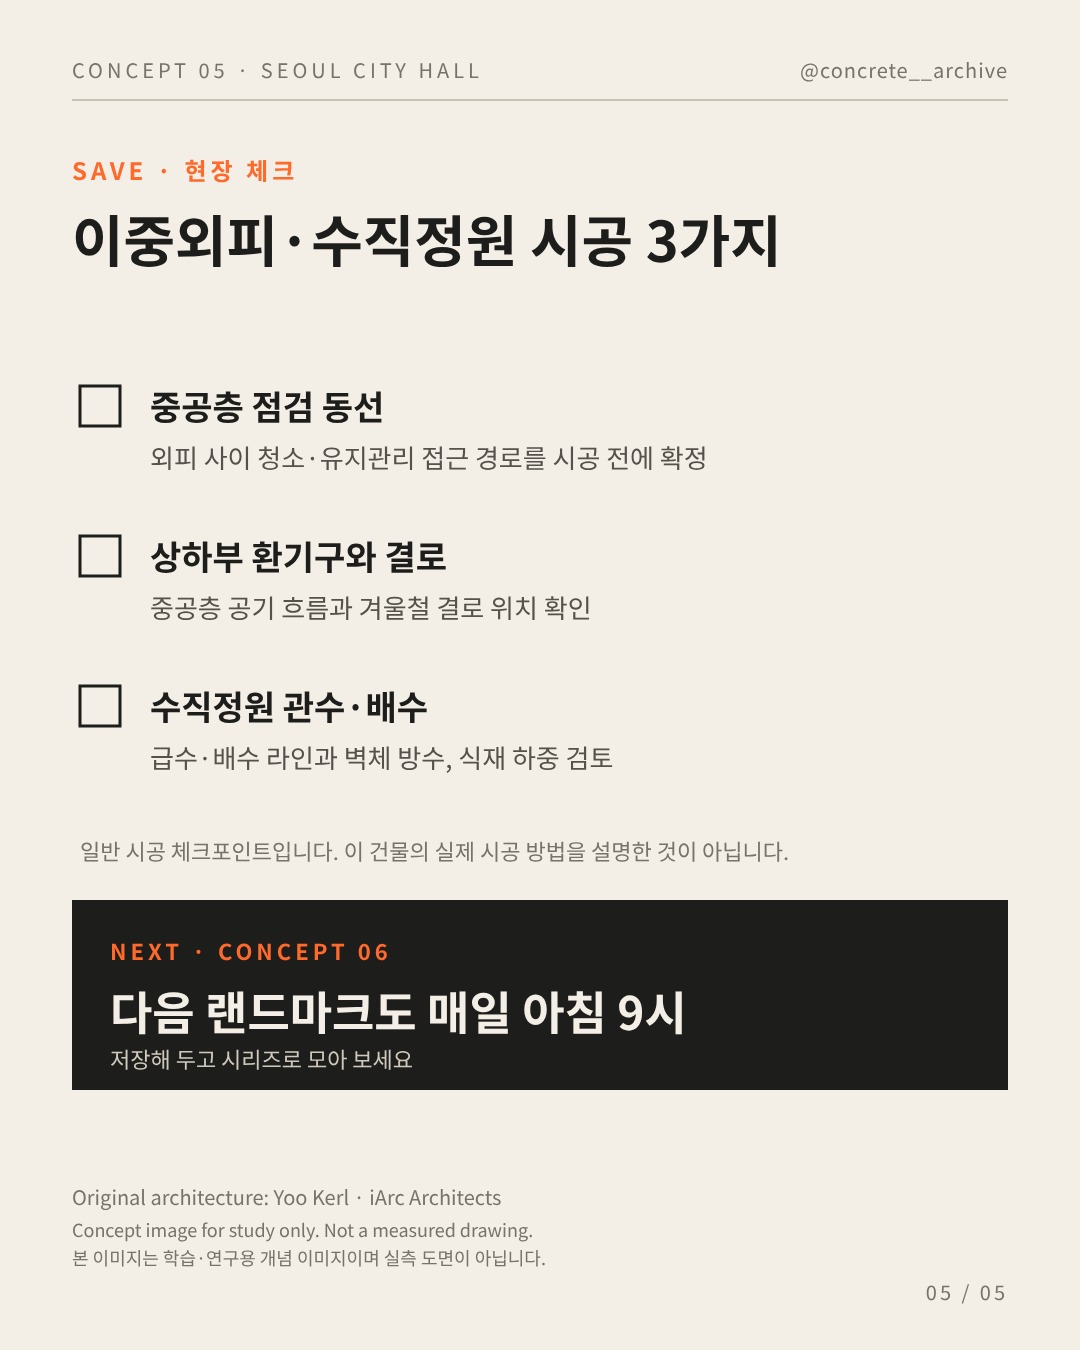 CONCEPT 05 · SEOUL CITY HALL
@concrete__archive
SAVE · 현장 체크
이중외피·수직정원 시공 3가지
중공층 점검 동선
외피 사이 청소·유지관리 접근 경로를 시공 전에 확정
상하부 환기구와 결로
중공층 공기 흐름과 겨울철 결로 위치 확인
수직정원 관수·배수
급수·배수 라인과 벽체 방수, 식재 하중 검토
일반 시공 체크포인트입니다. 이 건물의 실제 시공 방법을 설명한 것이 아닙니다.
NEXT · CONCEPT 06
다음 랜드마크도 매일 아침 9시
저장해 두고 시리즈로 모아 보세요
Original architecture: Yoo Kerl · iArc Architects
Concept image for study only. Not a measured drawing.
본 이미지는 학습·연구용 개념 이미지이며 실측 도면이 아닙니다.
05 / 05